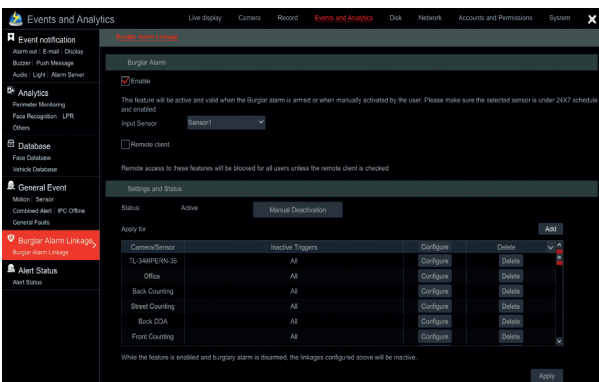 Events and Analytics
Live display Camera Record Events and Analytics Disk Network Accounts and Permissions System
Event notification
Alarm out | E-mail | Display
Buzzer | Push Message
Audio | Light | Alarm Server
Analytics
Perimeter Monitoring
Face Recognition | LPR
Others
Database
Face Database
Vehicle Database
General Event
Motion | Sensor
Combined Alert | IPC Offline
General Faults
Burglar Alarm Linkage
Burglar Alarm Linkage
Alert Status
Alert Status
Burglar Alarm Linkage
Burglar Alarm
Enable
This feature will be active and valid when the Burglar alarm is armed or when manually activated by the user. Please make sure the selected sensor is under 24X7 schedule
and enabled
Input Sensor Sensor1
Remote client
Remote access to these features will be blocked for all users unless the remote client is checked
Settings and Status
Status: Active Manual Deactivation
Apply for Add
Camera/Sensor Inactive Triggers Configure Delete
All Configure Delete
Office All Configure Delete
Back Counting All Configure Delete
Street Counting All Configure Delete
Back DDA All Configure Delete
Front Counting All Configure Delete
While the feature is enabled and burglary alarm is disarmed, the linkages configured above will be inactive.
Apply